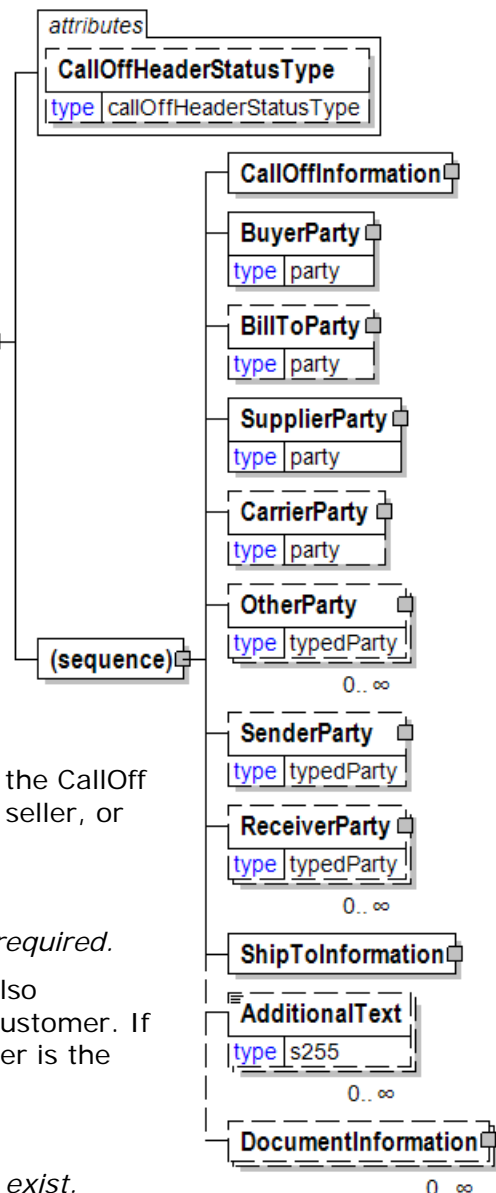 attributes
CallOffHeaderStatusType
type callOffHeaderStatusType
CallOffInformation
BuyerParty
type party
BillToParty
type party
SupplierParty
type party
CarrierParty
type party
OtherParty
type typedParty
0.. ∞
(sequence)
SenderParty
type typedParty
the CallOff
seller, or
ReceiverParty
type typedParty
0.. ∞
required.
ShipToInformation
lso
ustomer. If
er is the
AdditionalText
type s255
0.. ∞
DocumentInformation
0.. ∞
exist.